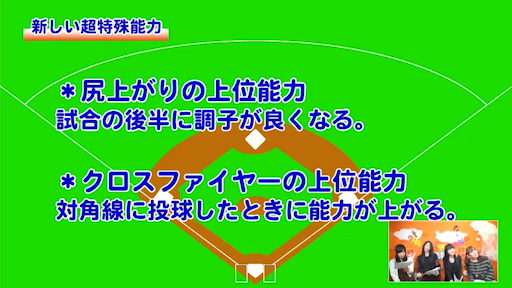 新しい超特殊能力
＊尻上がりの上位能力
試合の後半に調子が良くなる。
＊クロスファイヤーの上位能力
対角線に投球したときに能力が上がる。